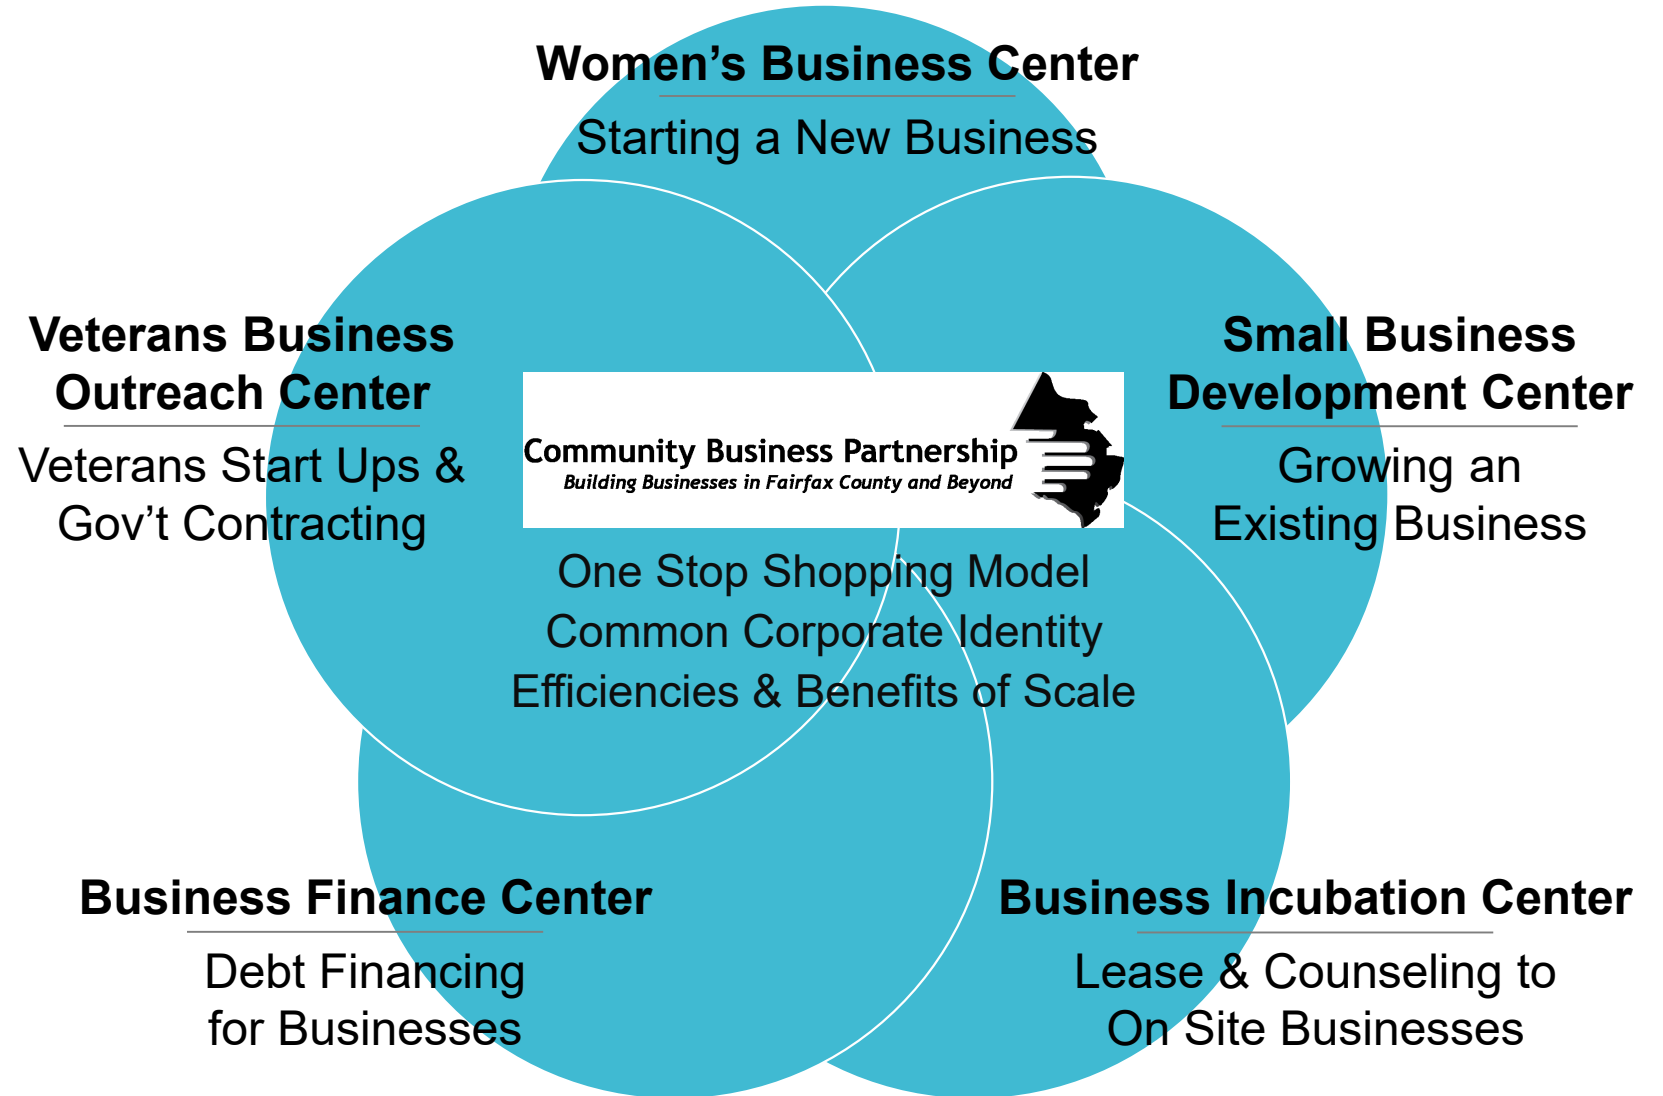 Women’s Business Center
Starting a New Business
Veterans Business
Outreach Center
Veterans Start Ups &
Gov’t Contracting
Small Business
Development Center
Growing an
Existing Business
Community Business Partnership
Building Businesses in Fairfax County and Beyond
One Stop Shopping Model
Common Corporate Identity
Efficiencies & Benefits of Scale
Business Finance Center
Debt Financing
for Businesses
Business Incubation Center
Lease & Counseling to
On Site Businesses